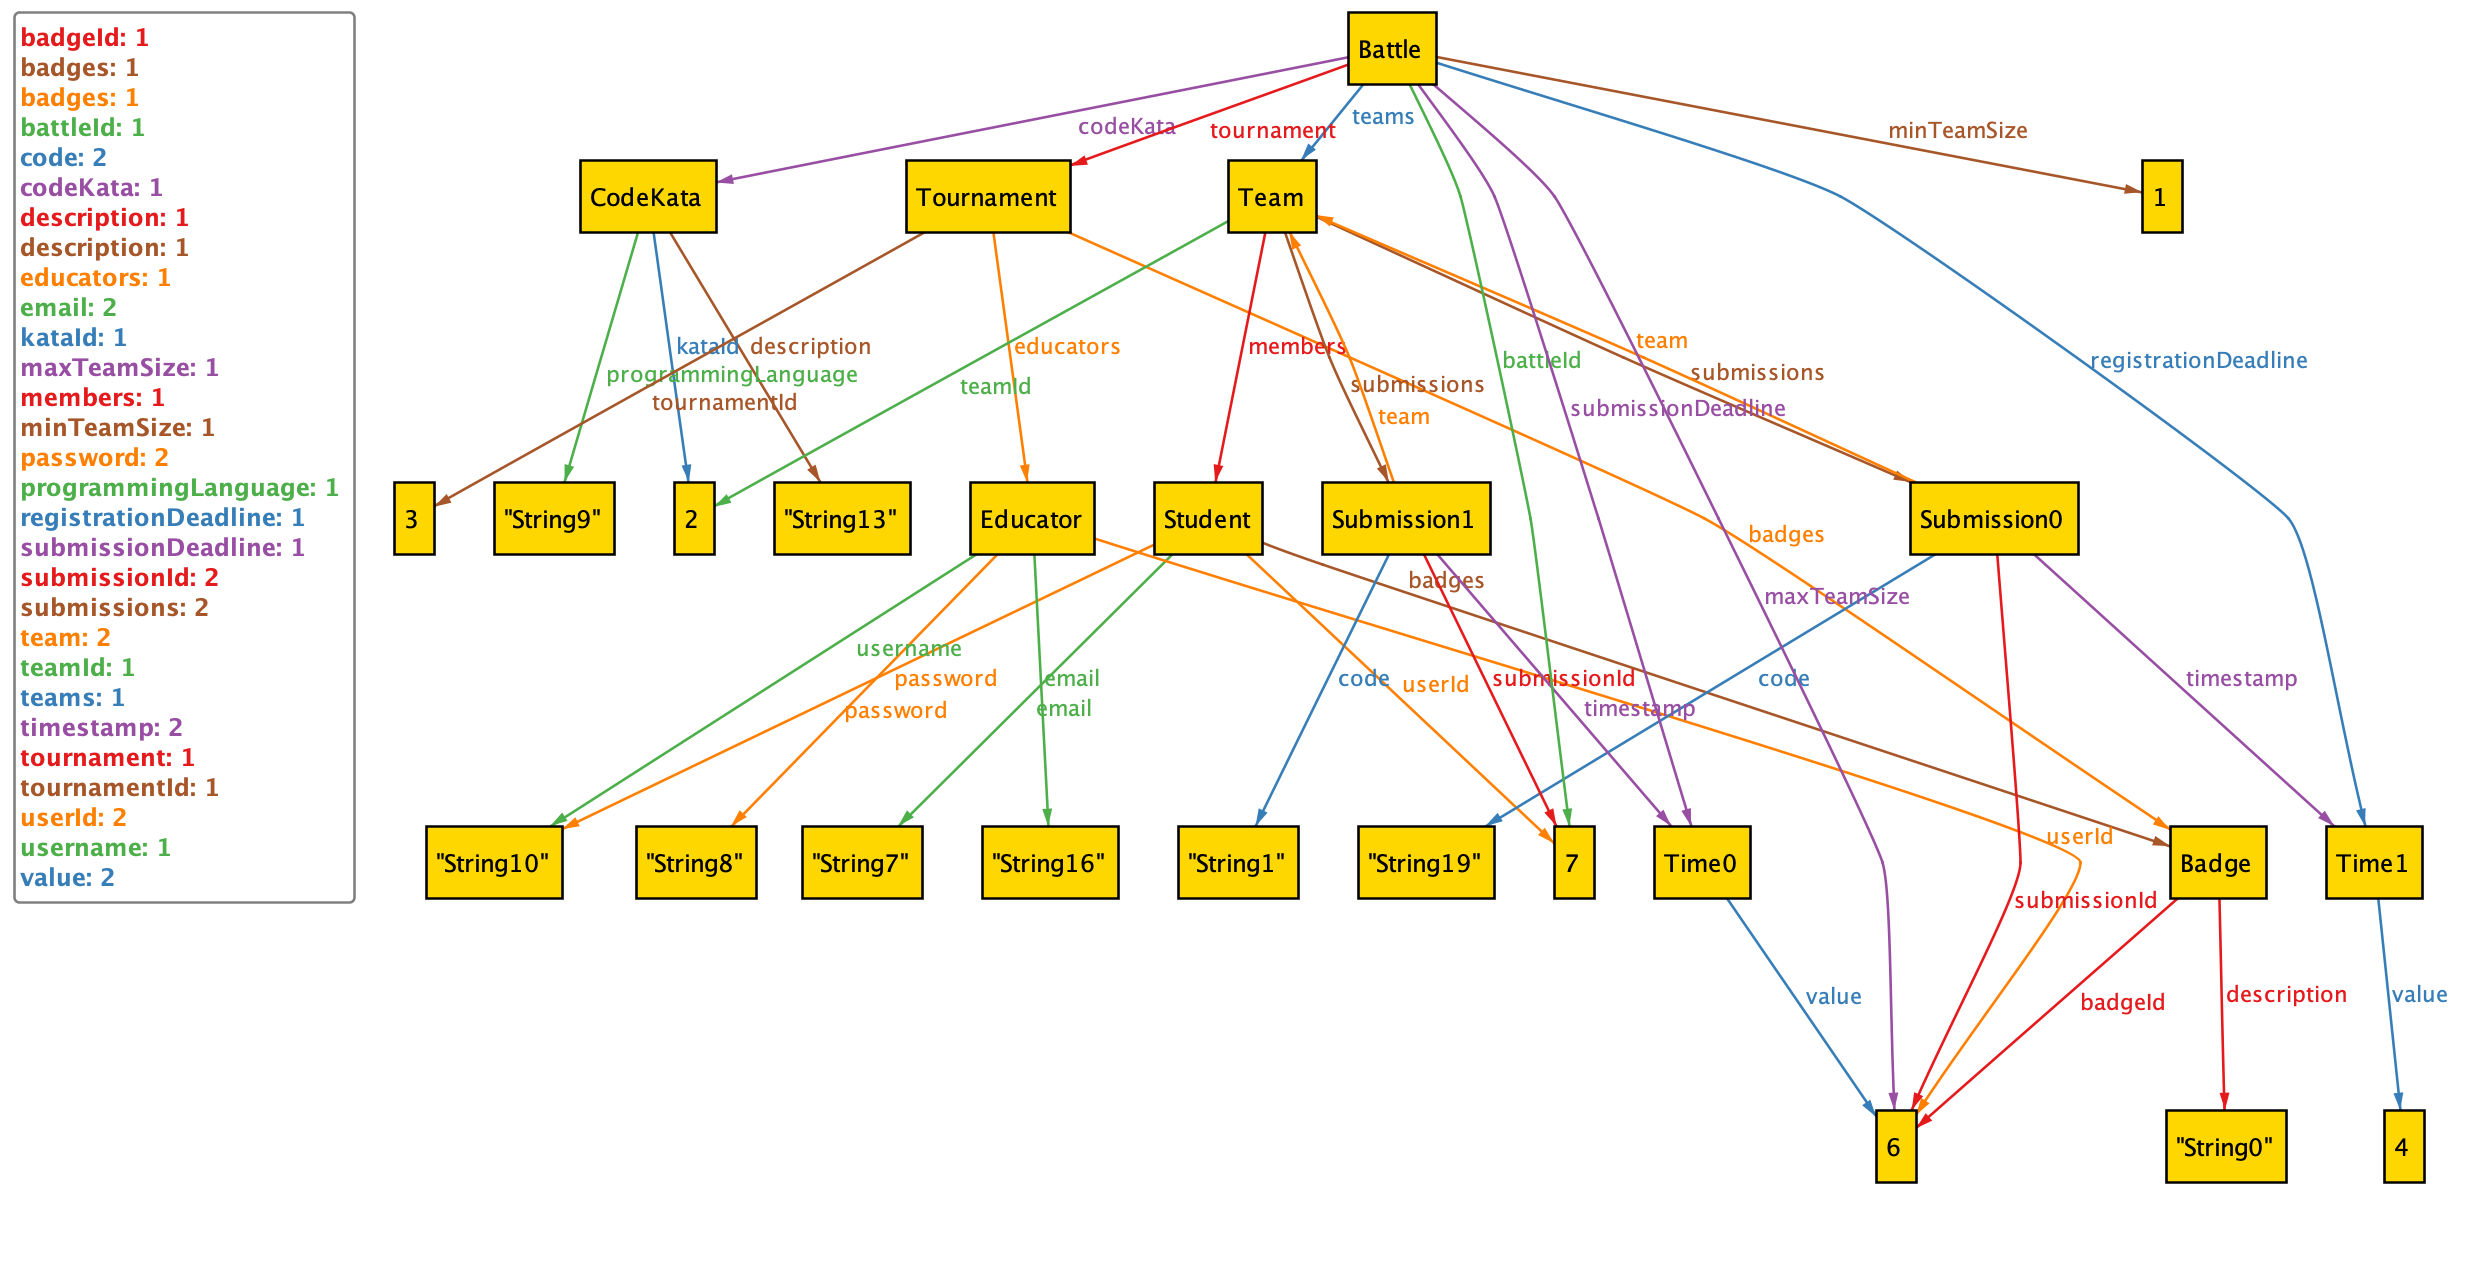 badgeId: 1
badges: 1
badges: 1
battleId: 1
code: 2
codeKata: 1
description: 1
description: 1
educators: 1
email: 2
kataId: 1
maxTeamSize: 1
members: 1
minTeamSize: 1
password: 2
programmingLanguage: 1
registrationDeadline: 1
submissionDeadline: 1
submissionId: 2
submissions: 2
team: 2
teamId: 1
teams: 1
timestamp: 2
tournament: 1
tournamentId: 1
userId: 2
username: 1
value: 2
Battle
codeKata
tournament
teams
minTeamSize
CodeKata
Tournament
Team
1
kataId
description
educators
members
team
battleId
registrationDeadline
programmingLanguage
teamId
submissions
submissions
tournamentId
team
submissionDeadline
3
"String9"
2
"String13"
Educator
Student
Submission1
Submission0
badges
badges
maxTeamSize
username
password
email
code
userId
submissionId
code
timestamp
password
email
timestamp
userId
"String10"
"String8"
"String7"
"String16"
"String1"
"String19"
7
Time0
Badge
Time1
submissionId
value
badgeId
description
value
6
"String0"
4